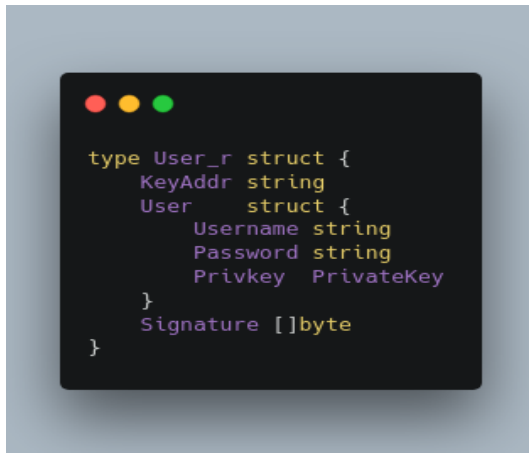 type User_r struct {
    KeyAddr string
    User    struct {
        Username string
        Password string
        Privkey  PrivateKey
    }
    Signature []byte
}